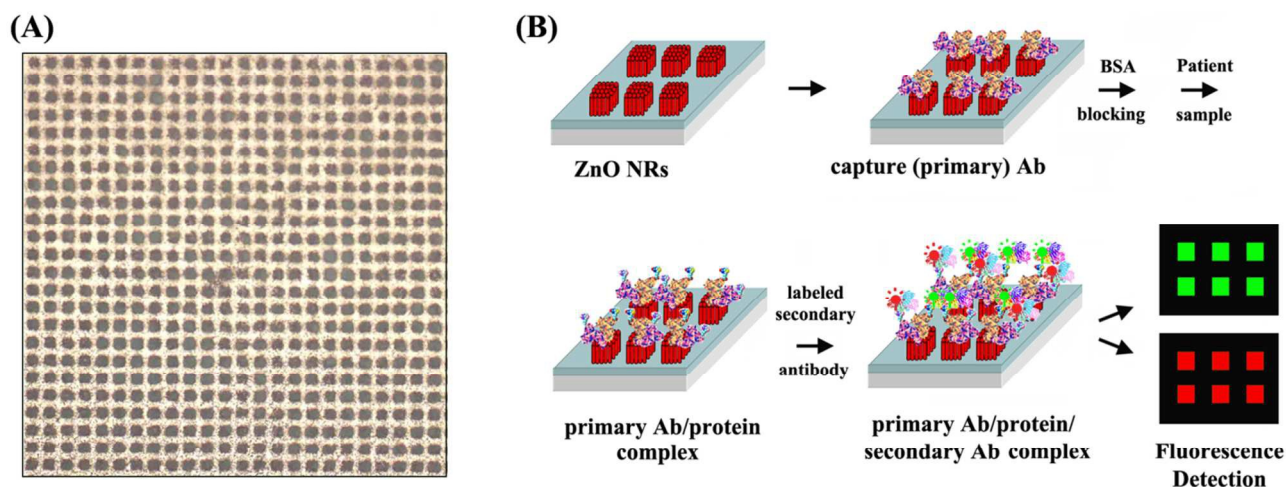 (A)
(B)
ZnO NRs
capture (primary) Ab
BSA
blocking
Patient
sample
primary Ab/protein
complex
labeled
secondary
antibody
primary Ab/protein/
secondary Ab complex
Fluorescence
Detection